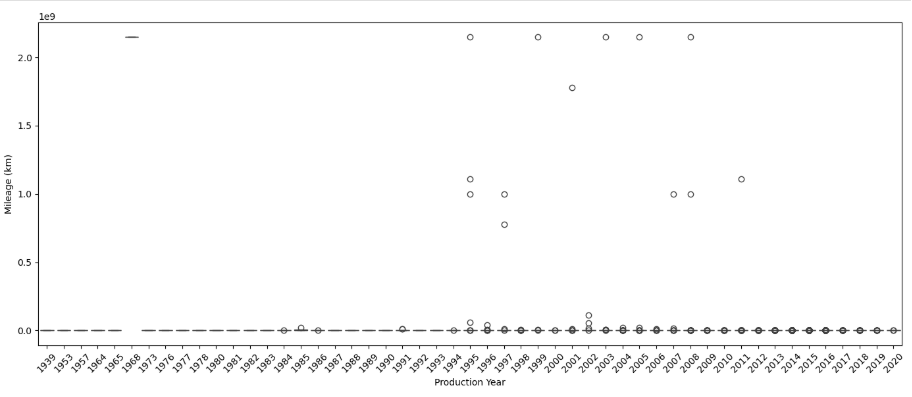 1e9
2.0
1.5
1.0
0.5
0.0
Mileage (km)
1939 1953 1957 1964 1965 1968 1973 1976 1977 1978 1980 1981 1982 1983 1984 1985 1986 1987 1988 1989 1990 1991 1992 1993 1994 1995 1996 1997 1998 1999 2000 2001 2002 2003 2004 2005 2006 2007 2008 2009 2010 2011 2012 2013 2014 2015 2016 2017 2018 2019 2020
Production Year